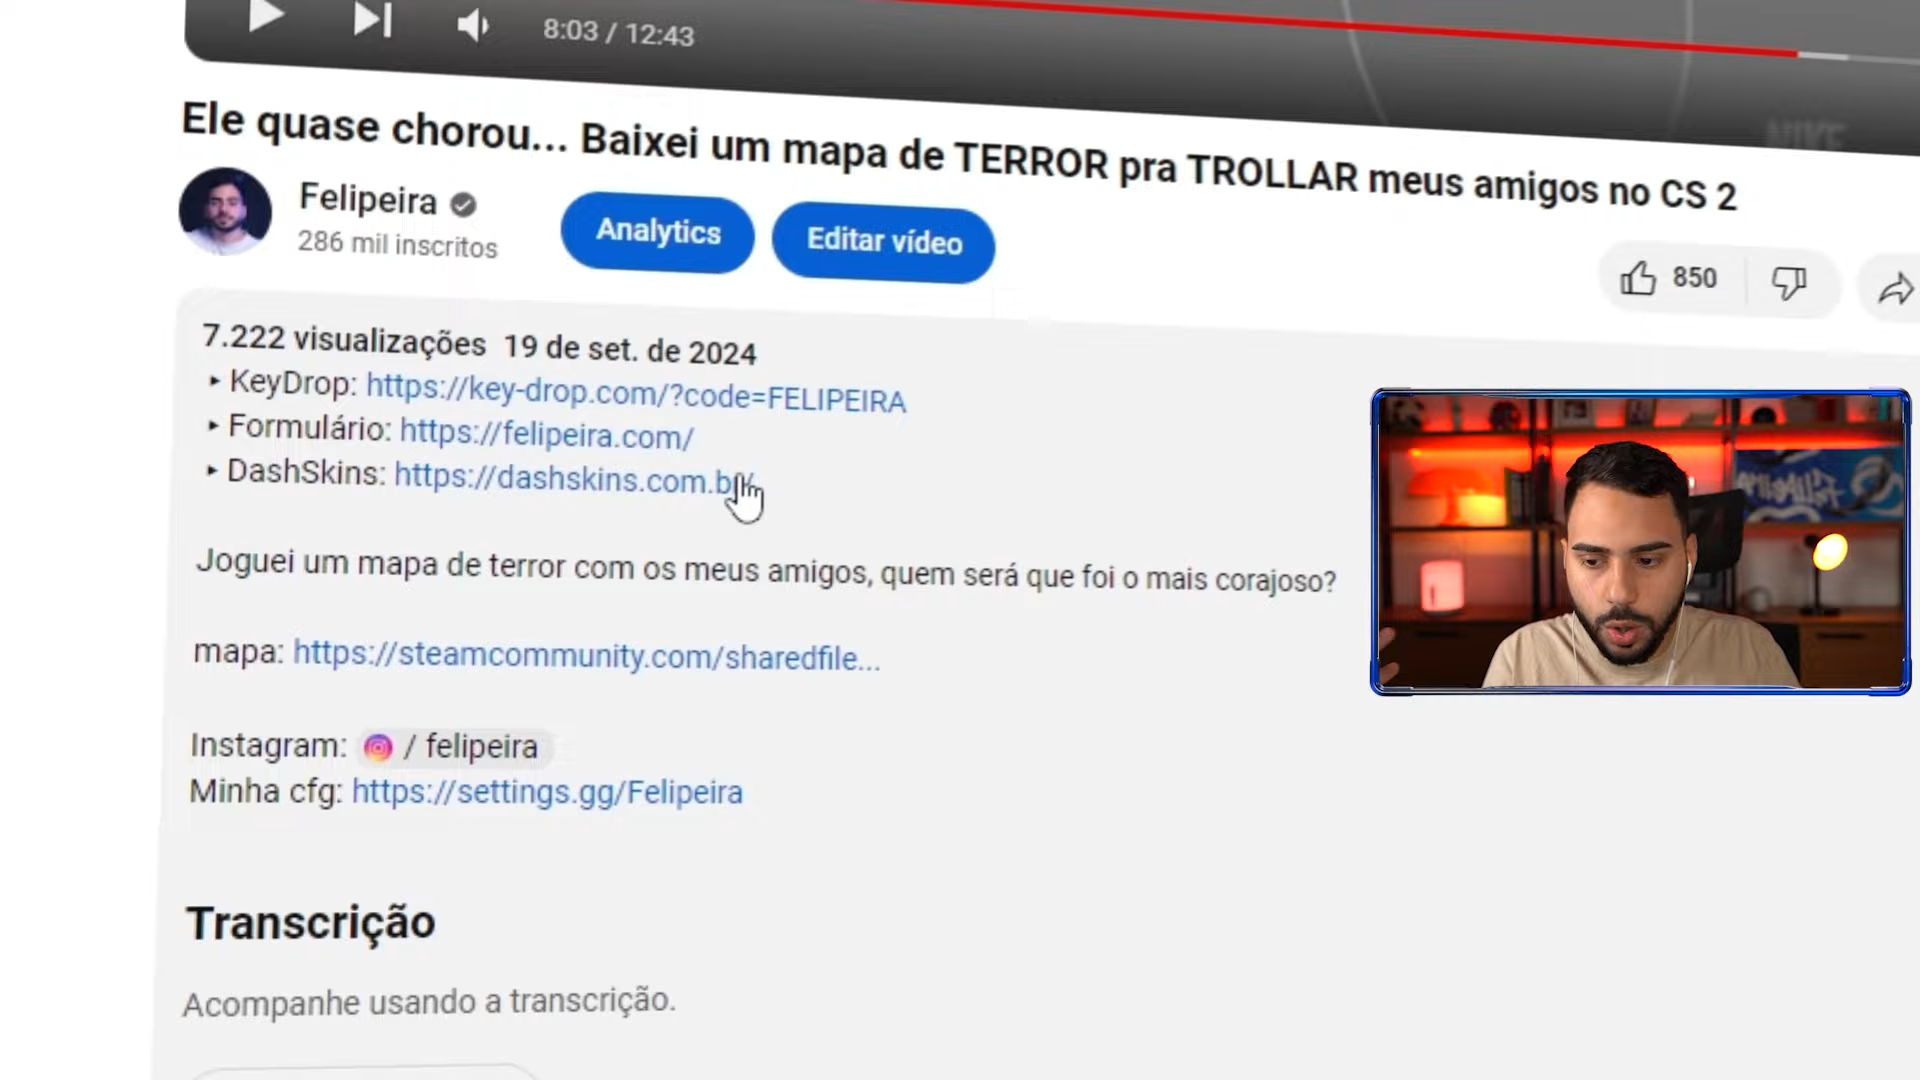 8:03 / 12:43
NIKE
Ele quase chorou... Baixei um mapa de TERROR pra TROLLAR meus amigos no CS 2
Felipeira
286 mil inscritos
Analytics
Editar vídeo
850
7.222 visualizações 19 de set. de 2024
▸ KeyDrop: https://key-drop.com/?code=FELIPEIRA
▸ Formulário: https://felipeira.com/
▸ DashSkins: https://dashskins.com.br/
Joguei um mapa de terror com os meus amigos, quem será que foi o mais corajoso?
mapa: https://steamcommunity.com/sharedfile...
Instagram: / felipeira
Minha cfg: https://settings.gg/Felipeira
Transcrição
Acompanhe usando a transcrição.